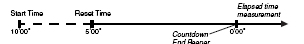 Start Time
Reset Time
Elapsed time
measurement
10'00"
5'00"
0'00"
Countdown
End Beeper